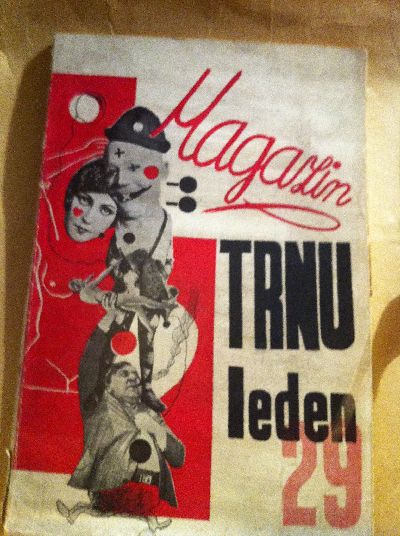 Magazin
TRNU
leden
29